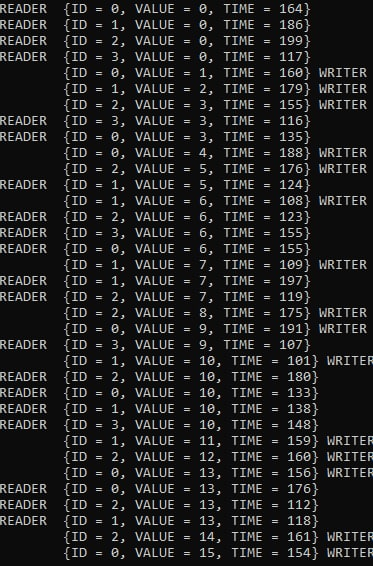 READER {ID = 0, VALUE = 0, TIME = 164}
READER {ID = 1, VALUE = 0, TIME = 186}
READER {ID = 2, VALUE = 0, TIME = 199}
READER {ID = 3, VALUE = 0, TIME = 117}
{ID = 0, VALUE = 1, TIME = 160} WRITER
{ID = 1, VALUE = 2, TIME = 179} WRITER
{ID = 2, VALUE = 3, TIME = 155} WRITER
READER {ID = 3, VALUE = 3, TIME = 116}
READER {ID = 0, VALUE = 3, TIME = 135}
{ID = 0, VALUE = 4, TIME = 188} WRITER
{ID = 2, VALUE = 5, TIME = 176} WRITER
READER {ID = 1, VALUE = 5, TIME = 124}
{ID = 1, VALUE = 6, TIME = 108} WRITER
READER {ID = 2, VALUE = 6, TIME = 123}
READER {ID = 3, VALUE = 6, TIME = 155}
READER {ID = 0, VALUE = 6, TIME = 155}
{ID = 1, VALUE = 7, TIME = 109} WRITER
READER {ID = 1, VALUE = 7, TIME = 197}
READER {ID = 2, VALUE = 7, TIME = 119}
{ID = 2, VALUE = 8, TIME = 175} WRITER
{ID = 0, VALUE = 9, TIME = 191} WRITER
READER {ID = 3, VALUE = 9, TIME = 107}
{ID = 1, VALUE = 10, TIME = 101} WRITER
READER {ID = 2, VALUE = 10, TIME = 180}
READER {ID = 0, VALUE = 10, TIME = 133}
READER {ID = 1, VALUE = 10, TIME = 138}
READER {ID = 3, VALUE = 10, TIME = 148}
{ID = 1, VALUE = 11, TIME = 159} WRITER
{ID = 2, VALUE = 12, TIME = 160} WRITER
{ID = 0, VALUE = 13, TIME = 156} WRITER
READER {ID = 0, VALUE = 13, TIME = 176}
READER {ID = 2, VALUE = 13, TIME = 112}
READER {ID = 1, VALUE = 13, TIME = 118}
{ID = 2, VALUE = 14, TIME = 161} WRITER
{ID = 0, VALUE = 15, TIME = 154} WRITER